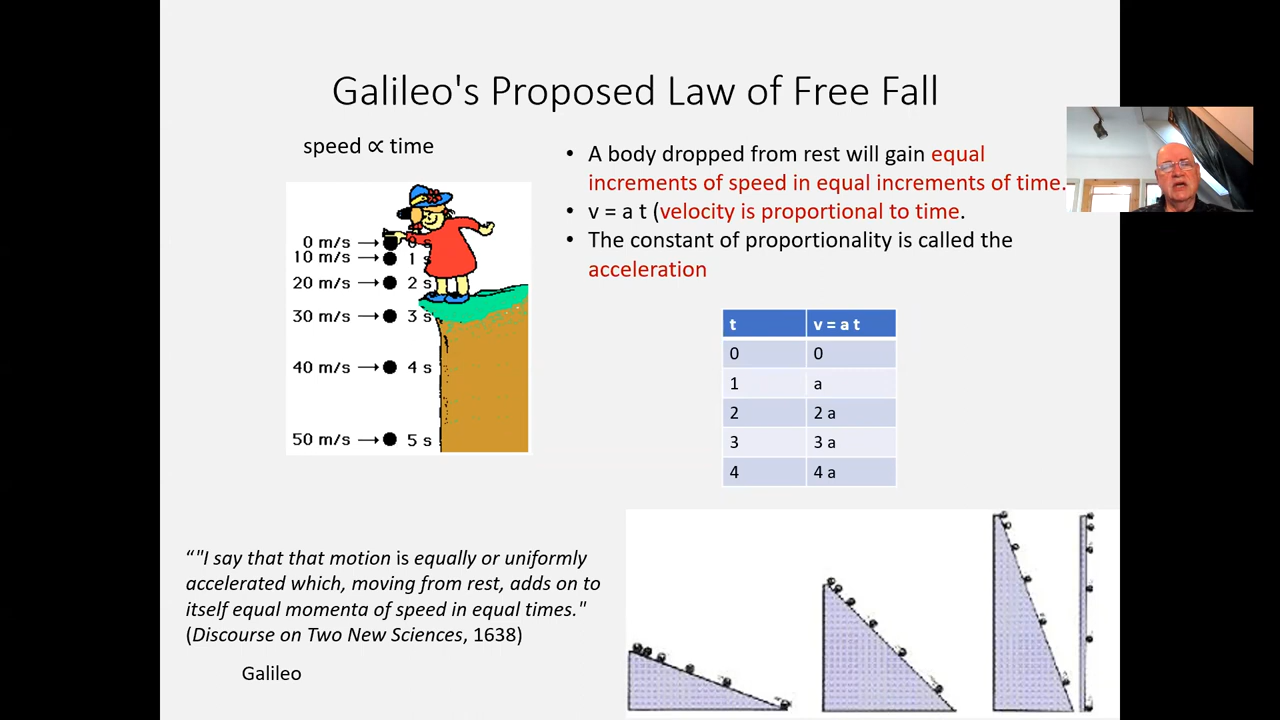 Galileo's Proposed Law of Free Fall
speed ∝ time
0 m/s → 0 s
10 m/s → 1 s
20 m/s → 2 s
30 m/s → 3 s
40 m/s → 4 s
50 m/s → 5 s
• A body dropped from rest will gain equal
increments of speed in equal increments of time.
• v = a t (velocity is proportional to time.
• The constant of proportionality is called the
acceleration
t v = a t
0 0
1 a
2 2 a
3 3 a
4 4 a
“"I say that that motion is equally or uniformly
accelerated which, moving from rest, adds on to
itself equal momenta of speed in equal times."
(Discourse on Two New Sciences, 1638)
Galileo